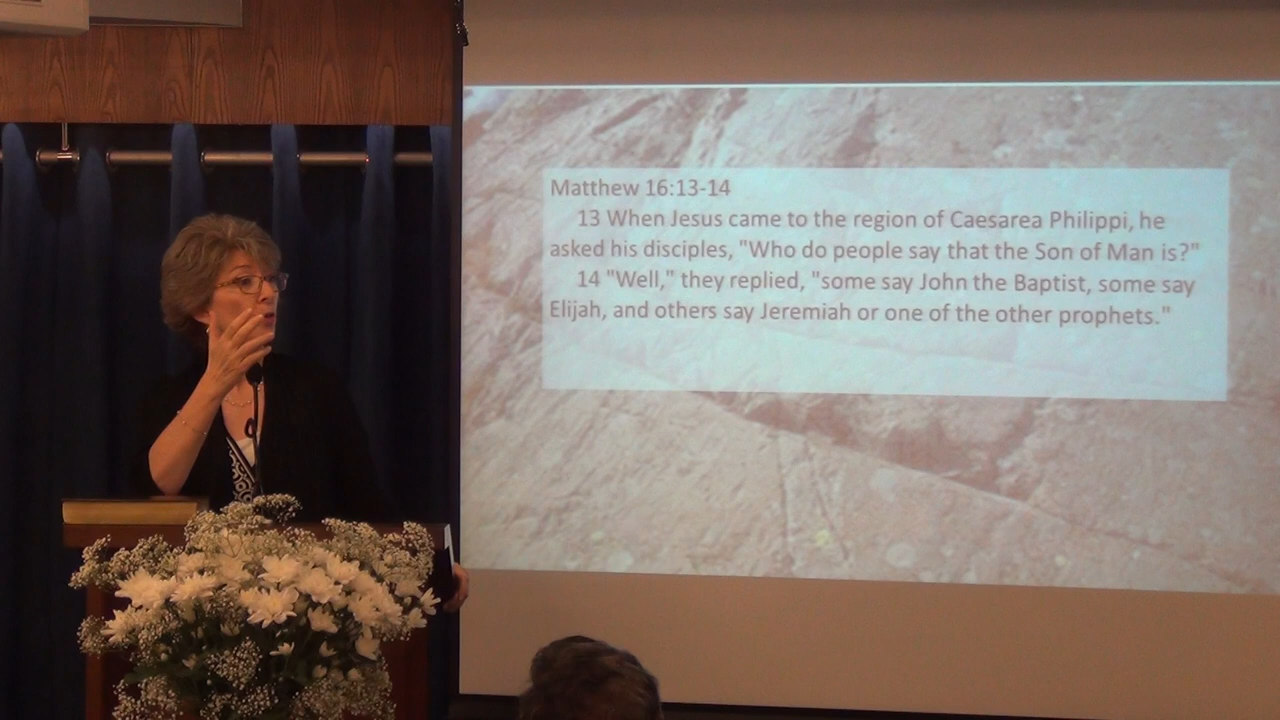 Matthew 16:13-14
13 When Jesus came to the region of Caesarea Philippi, he
asked his disciples, "Who do people say that the Son of Man is?"
14 "Well," they replied, "some say John the Baptist, some say
Elijah, and others say Jeremiah or one of the other prophets."